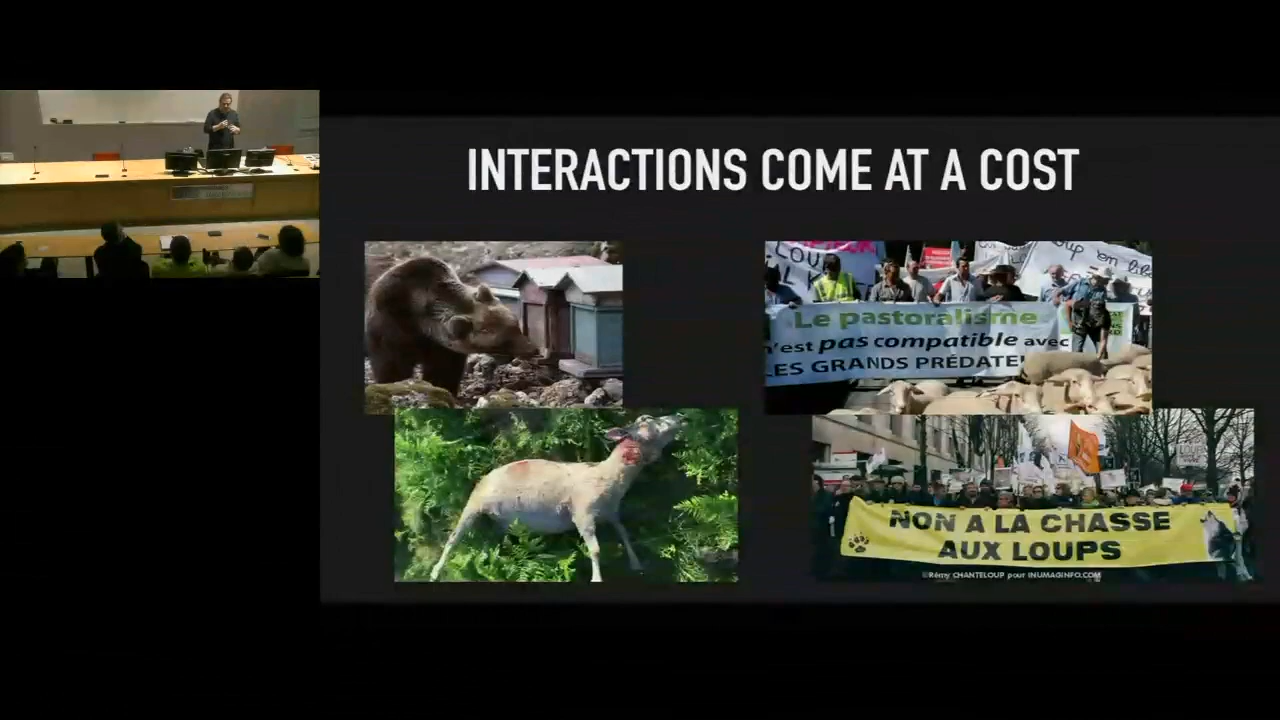 INTERACTIONS COME AT A COST
Le pastoralisme
n'est pas compatible avec
LES GRANDS PRÉDATE
NON A LA CHASSE
AUX LOUPS
©Rémy CHANTELOUP pour INUMAGINFO.COM